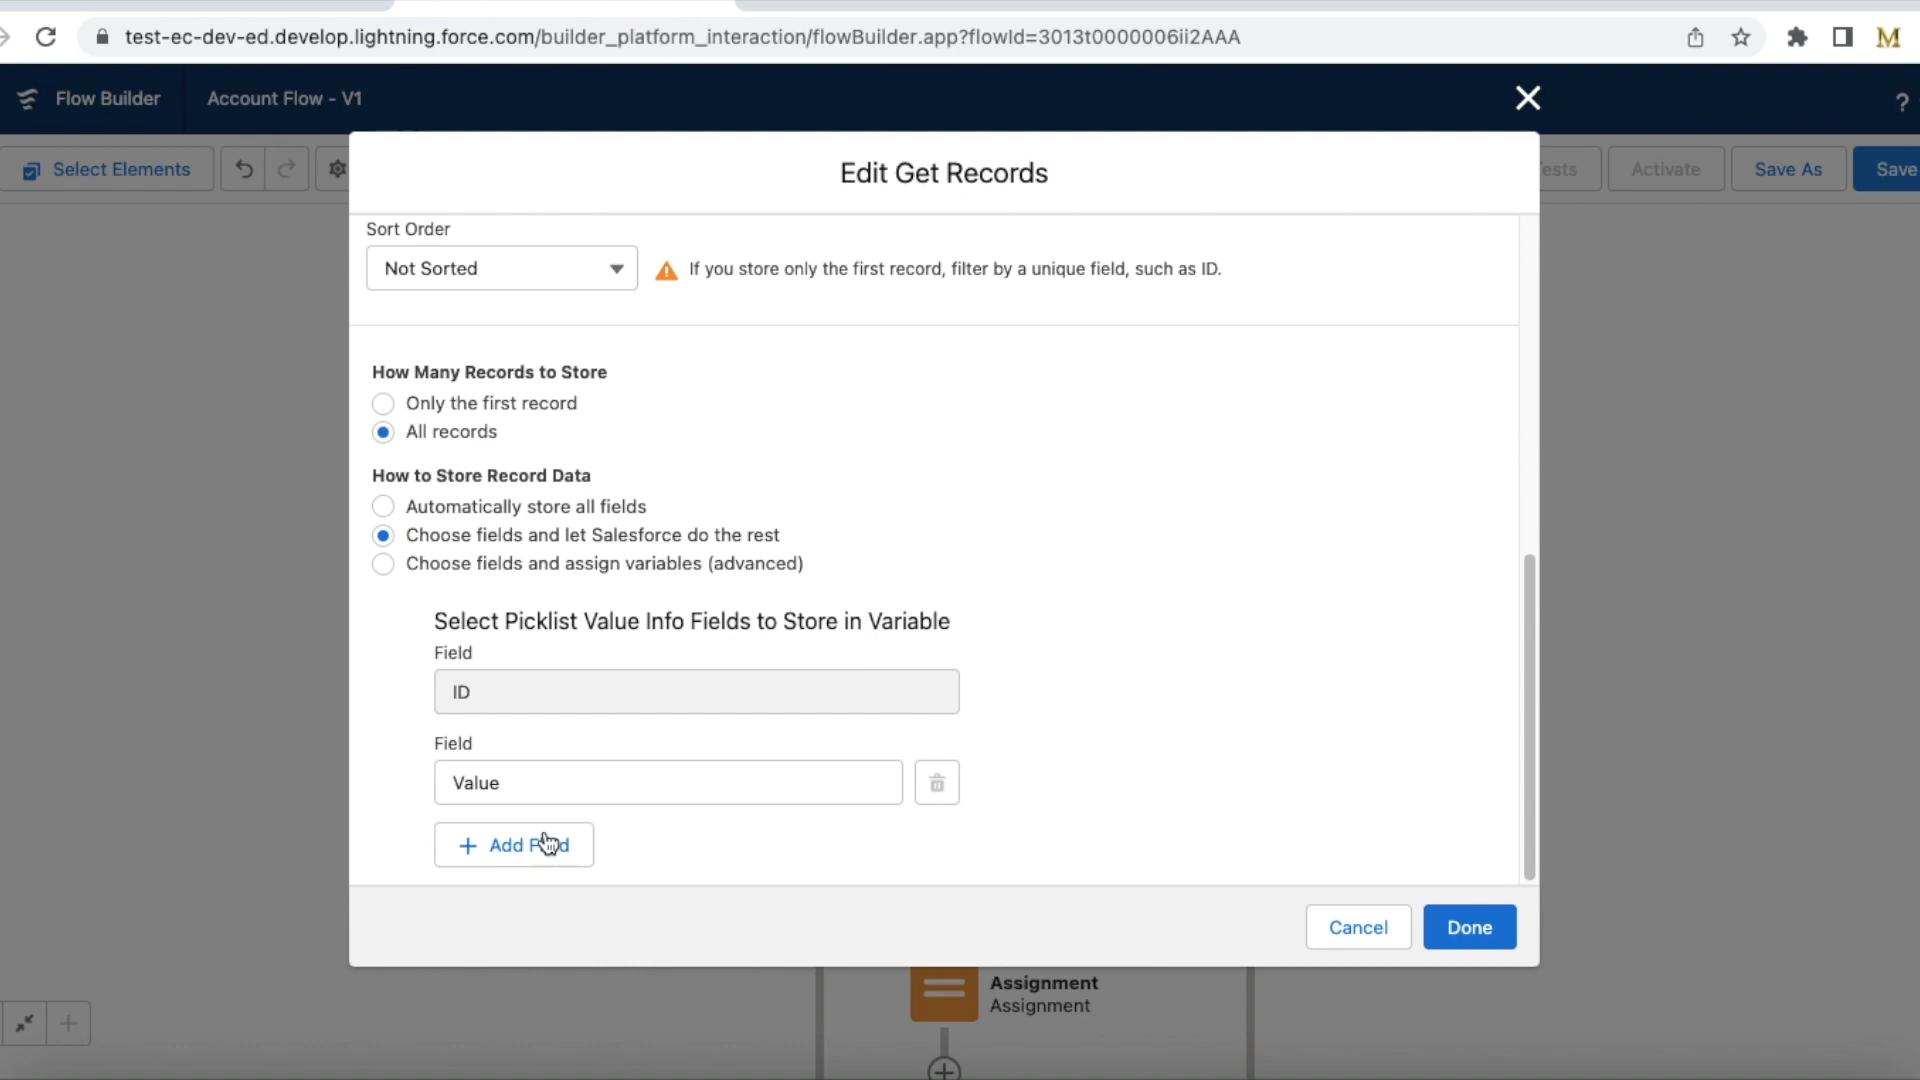 test-ec-dev-ed.develop.lightning.force.com/builder_platform_interaction/flowBuilder.app?flowId=3013t0000006ii2AAA
M
Flow Builder
Account Flow - V1
?
Select Elements
Edit Get Records
Activate
Save As
Save
Sort Order
Not Sorted
If you store only the first record, filter by a unique field, such as ID.
How Many Records to Store
Only the first record
All records
How to Store Record Data
Automatically store all fields
Choose fields and let Salesforce do the rest
Choose fields and assign variables (advanced)
Select Picklist Value Info Fields to Store in Variable
Field
ID
Field
Value
Add Field
Cancel
Done
Assignment
Assignment